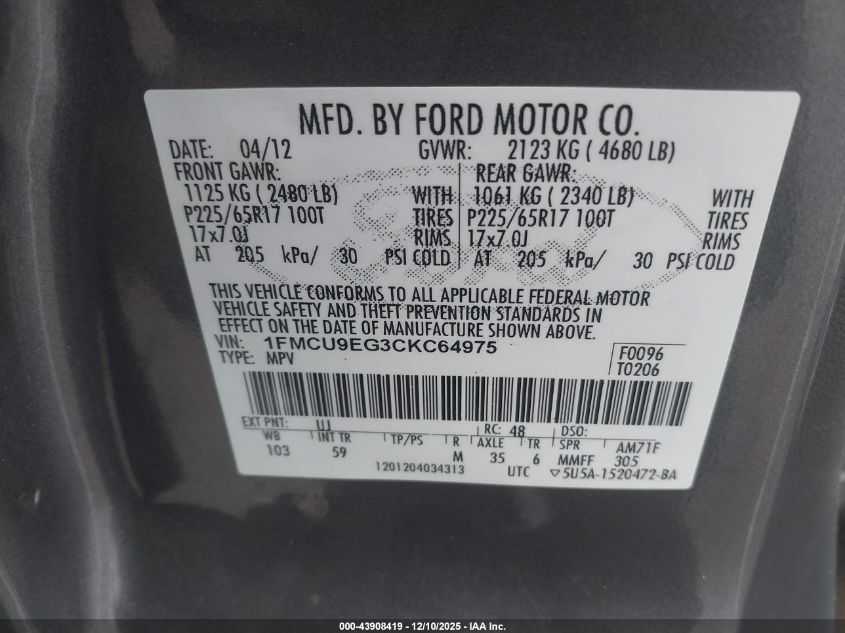 MFD. BY FORD MOTOR CO.
DATE: 04/12 GVWR: 2123 KG ( 4680 LB)
FRONT GAWR: REAR GAWR:
1125 KG ( 2480 LB) WITH 1061 KG ( 2340 LB) WITH
P225/65R17 100T TIRES P225/65R17 100T TIRES
17x7.0J RIMS 17x7.0J RIMS
AT 205 kPa/ 30 PSI COLD AT 205 kPa/ 30 PSI COLD
Ford
THIS VEHICLE CONFORMS TO ALL APPLICABLE FEDERAL MOTOR
VEHICLE SAFETY AND THEFT PREVENTION STANDARDS IN
EFFECT ON THE DATE OF MANUFACTURE SHOWN ABOVE.
VIN: 1FMCU9EG3CKC64975 F0096
TYPE: MPV T0206
EXT PNT: UJ RC: 48 DSO:
WB INT TR TP/PS R AXLE TR SPR AM71F
103 59 M 35 6 MMFF 305
1201204034313 UTC ▽5U5A-1520472-BA
000-43908419 - 12/10/2025 - IAA Inc.